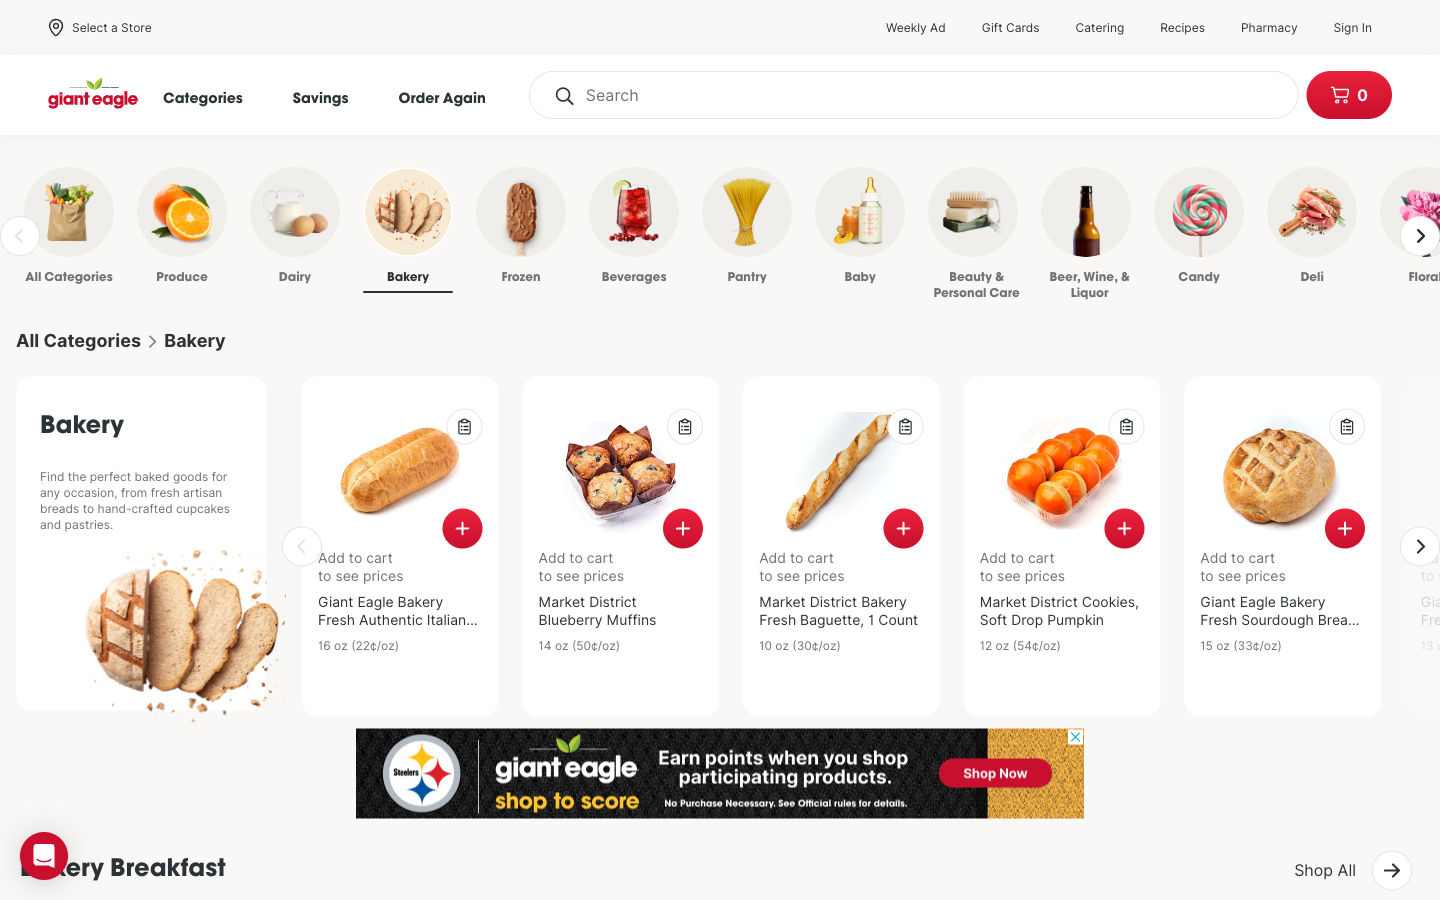 Select a Store
Weekly Ad
Gift Cards
Catering
Recipes
Pharmacy
Sign In
giant eagle
Categories
Savings
Order Again
Search
0
All Categories
Produce
Dairy
Bakery
Frozen
Beverages
Pantry
Baby
Beauty &
Personal Care
Beer, Wine, &
Liquor
Candy
Deli
Floral
All Categories > Bakery
Bakery
Find the perfect baked goods for
any occasion, from fresh artisan
breads to hand-crafted cupcakes
and pastries.
Add to cart
to see prices
Giant Eagle Bakery
Fresh Authentic Italian...
16 oz (22¢/oz)
Add to cart
to see prices
Market District
Blueberry Muffins
14 oz (50¢/oz)
Add to cart
to see prices
Market District Bakery
Fresh Baguette, 1 Count
10 oz (30¢/oz)
Add to cart
to see prices
Market District Cookies,
Soft Drop Pumpkin
12 oz (54¢/oz)
Add to cart
to see prices
Giant Eagle Bakery
Fresh Sourdough Brea...
15 oz (33¢/oz)
Steelers
giant eagle
shop to score
Earn points when you shop
participating products.
No Purchase Necessary. See Official rules for details.
Shop Now
Breakfast
Shop All